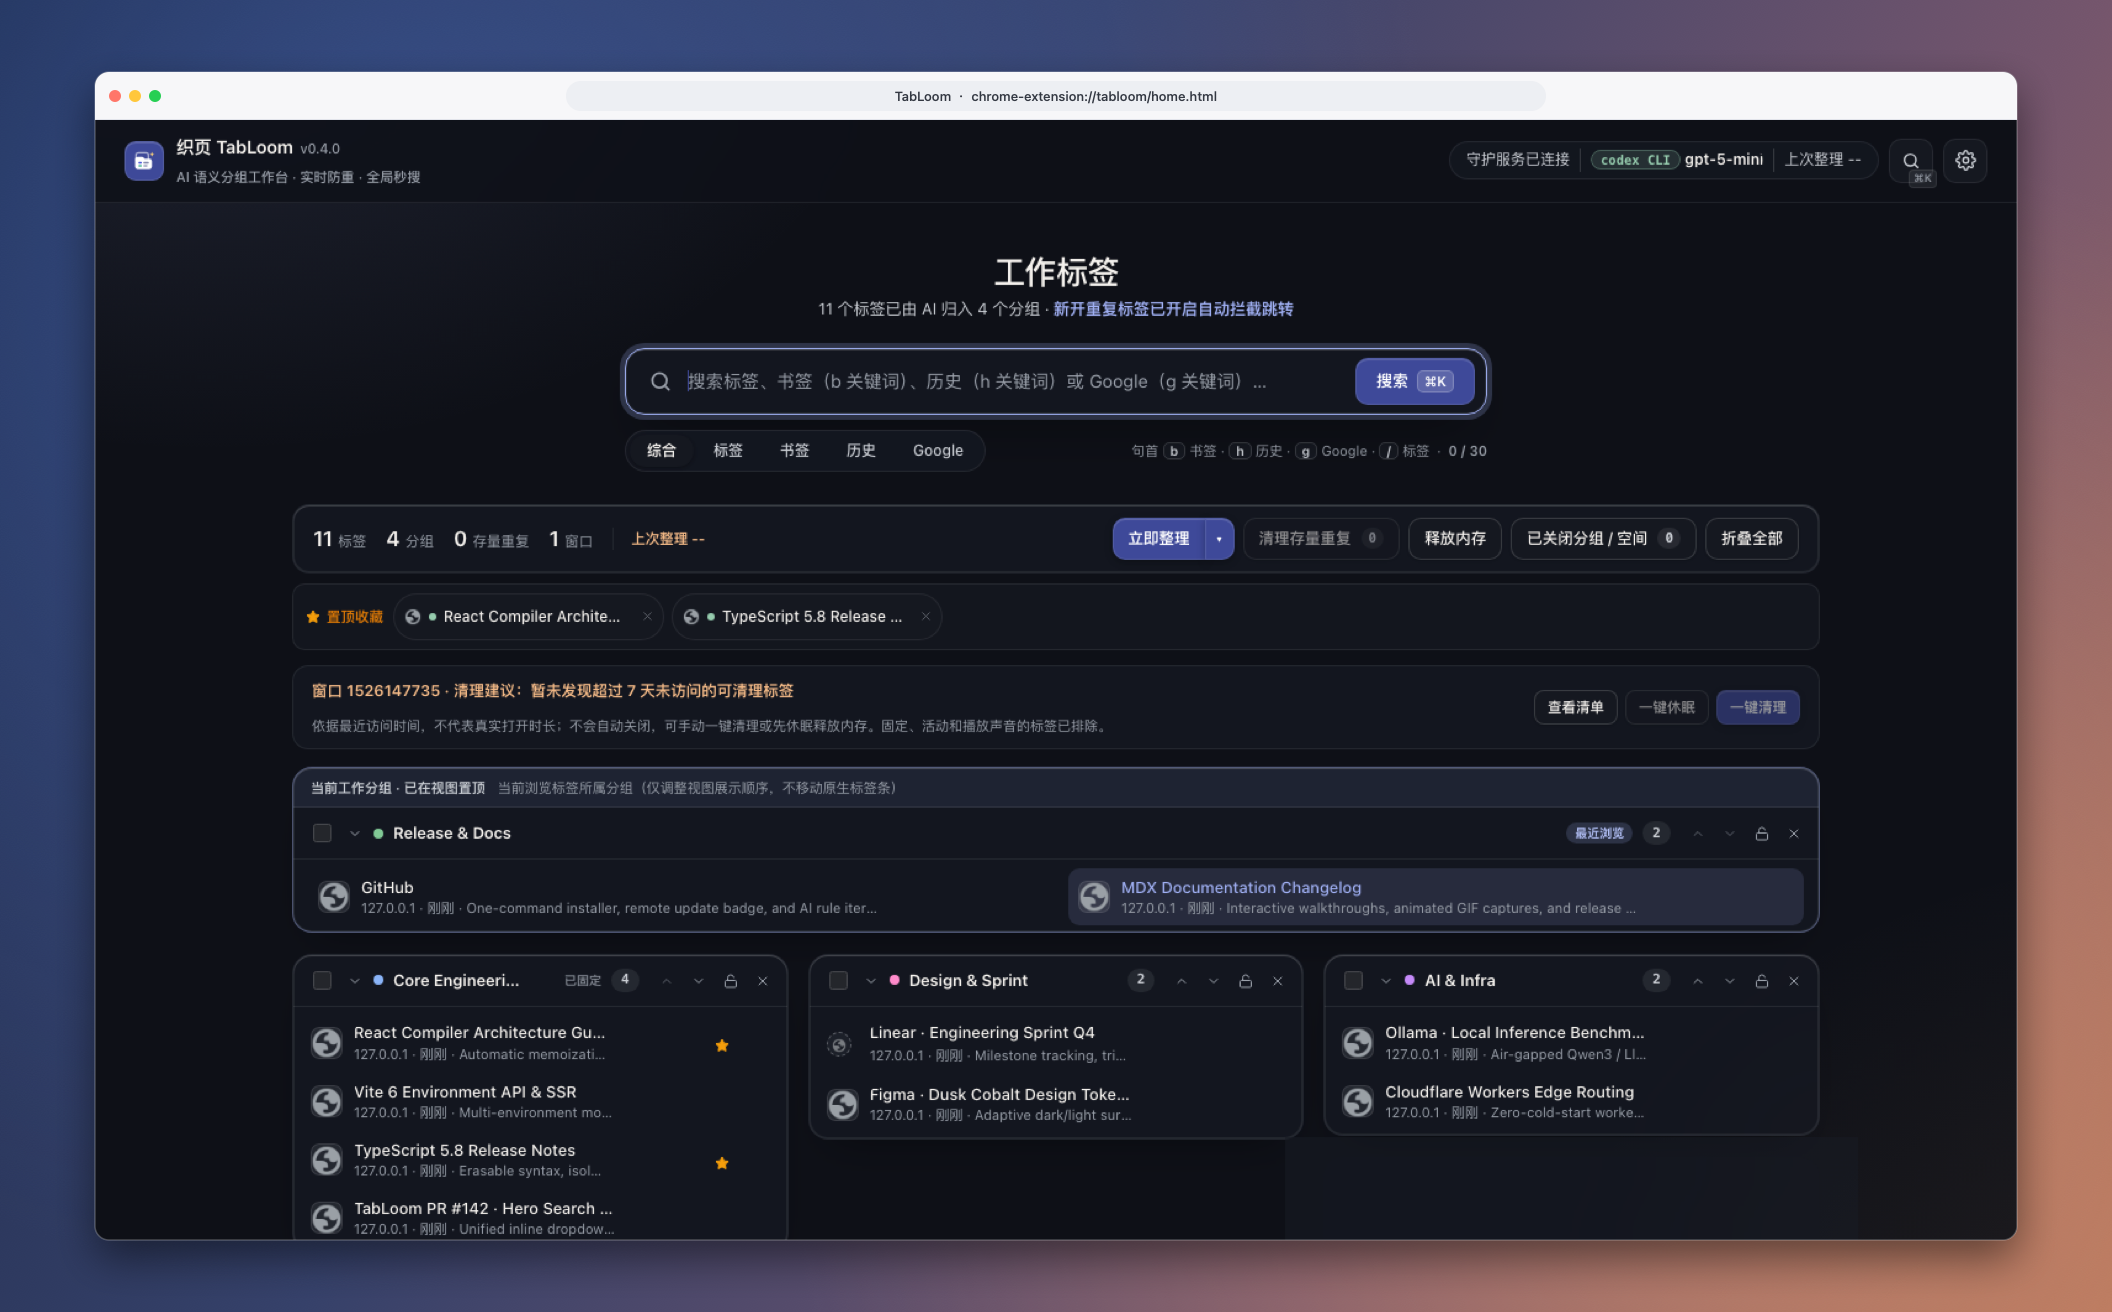 TabLoom · chrome-extension://tabloom/home.html
织页 TabLoom v0.4.0
AI 语义分组工作台 · 实时防重 · 全局秒搜
守护服务已连接 codex CLI gpt-5-mini 上次整理 --
⌘K
工作标签
11 个标签已由 AI 归入 4 个分组 · 新开重复标签已开启自动拦截跳转
搜索标签、书签（b 关键词）、历史（h 关键词）或 Google（g 关键词）...
搜索 ⌘K
综合 标签 书签 历史 Google
句首 b 书签 · h 历史 · g Google · / 标签 · 0 / 30
11 标签 4 分组 0 存量重复 1 窗口 上次整理 --
立即整理 清理存量重复 0 释放内存 已关闭分组 / 空间 0 折叠全部
置顶收藏 React Compiler Archite... TypeScript 5.8 Release ...
窗口 1526147735 · 清理建议：暂未发现超过 7 天未访问的可清理标签
依据最近访问时间，不代表真实打开时长；不会自动关闭，可手动一键清理或先休眠释放内存。固定、活动和播放声音的标签已排除。
查看清单 一键休眠 一键清理
当前工作分组 · 已在视图置顶 当前浏览标签所属分组（仅调整视图展示顺序，不移动原生标签条）
Release & Docs 最近浏览 2
GitHub
127.0.0.1 · 刚刚 · One-command installer, remote update badge, and AI rule iter...
MDX Documentation Changelog
127.0.0.1 · 刚刚 · Interactive walkthroughs, animated GIF captures, and release ...
Core Engineeri... 已固定 4
React Compiler Architecture Gu...
127.0.0.1 · 刚刚 · Automatic memoizati...
Vite 6 Environment API & SSR
127.0.0.1 · 刚刚 · Multi-environment mo...
TypeScript 5.8 Release Notes
127.0.0.1 · 刚刚 · Erasable syntax, isol...
TabLoom PR #142 · Hero Search ...
127.0.0.1 · 刚刚 · Unified inline dropdow...
Design & Sprint 2
Linear · Engineering Sprint Q4
127.0.0.1 · 刚刚 · Milestone tracking, tri...
Figma · Dusk Cobalt Design Toke...
127.0.0.1 · 刚刚 · Adaptive dark/light sur...
AI & Infra 2
Ollama · Local Inference Benchm...
127.0.0.1 · 刚刚 · Air-gapped Qwen3 / Ll...
Cloudflare Workers Edge Routing
127.0.0.1 · 刚刚 · Zero-cold-start worke...